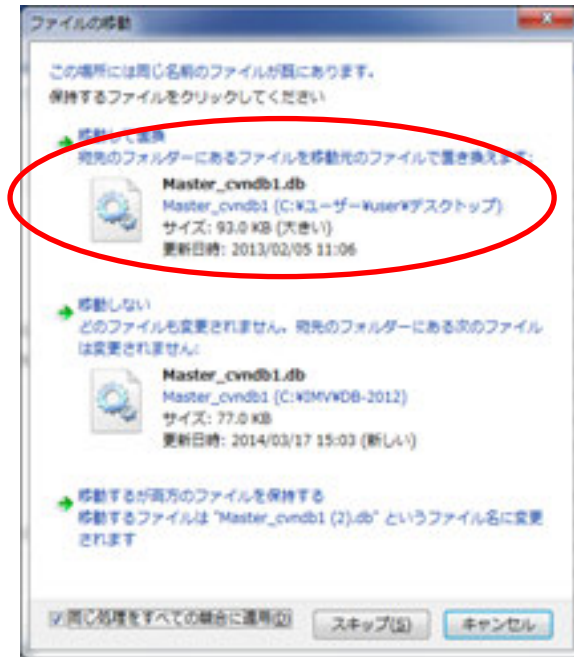 ファイルの移動
この場所には同じ名前のファイルが既にあります。
保持するファイルをクリックしてください
移動して置換
宛先のフォルダーにあるファイルを移動元のファイルで置き換えます:
Master_cvndb1.db
Master_cvndb1 (C:¥ユーザー¥user¥デスクトップ)
サイズ: 93.0 KB (大きい)
更新日時: 2013/02/05 11:06
移動しない
どのファイルも変更されません。宛先のフォルダーにある次のファイル
は変更されません:
Master_cvndb1.db
Master_cvndb1 (C:¥IMV¥DB-2012)
サイズ: 77.0 KB
更新日時: 2014/03/17 15:03 (新しい)
移動するが両方のファイルを保持する
移動するファイルは "Master_cvndb1 (2).db" というファイル名に変更
されます
同じ処理をすべての競合に適用(D)
スキップ(S)
キャンセル